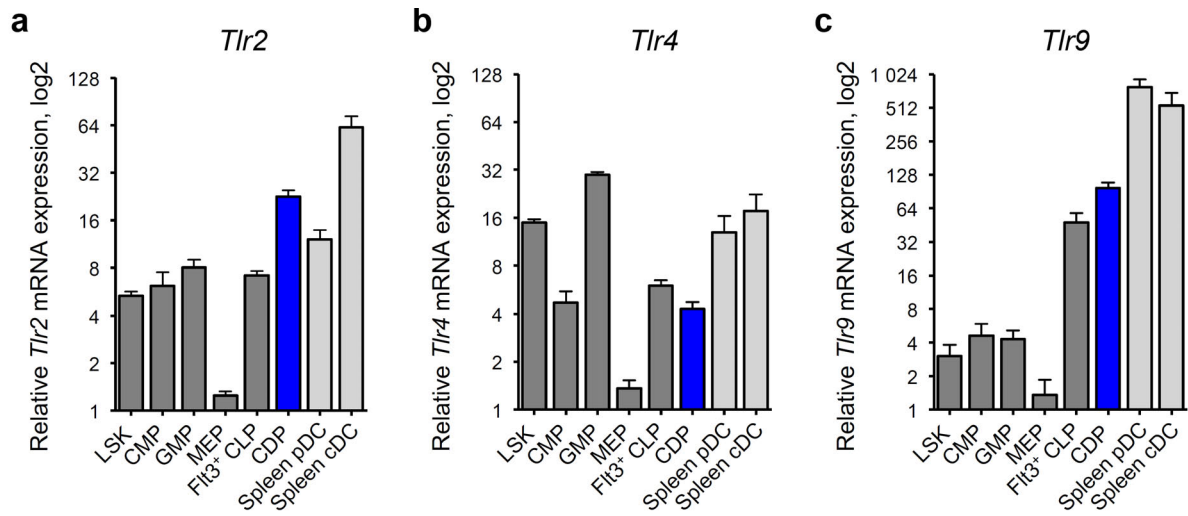 a
Tlr2
Relative Tlr2 mRNA expression, log2
128
64
32
16
8
4
2
1
LSK
CMP
GMP
MEP
Flt3⁺ CLP
CDP
Spleen pDC
Spleen cDC
b
Tlr4
Relative Tlr4 mRNA expression, log2
128
64
32
16
8
4
2
1
LSK
CMP
GMP
MEP
Flt3⁺ CLP
CDP
Spleen pDC
Spleen cDC
c
Tlr9
Relative Tlr9 mRNA expression, log2
1 024
512
256
128
64
32
16
8
4
2
1
LSK
CMP
GMP
MEP
Flt3⁺ CLP
CDP
Spleen pDC
Spleen cDC